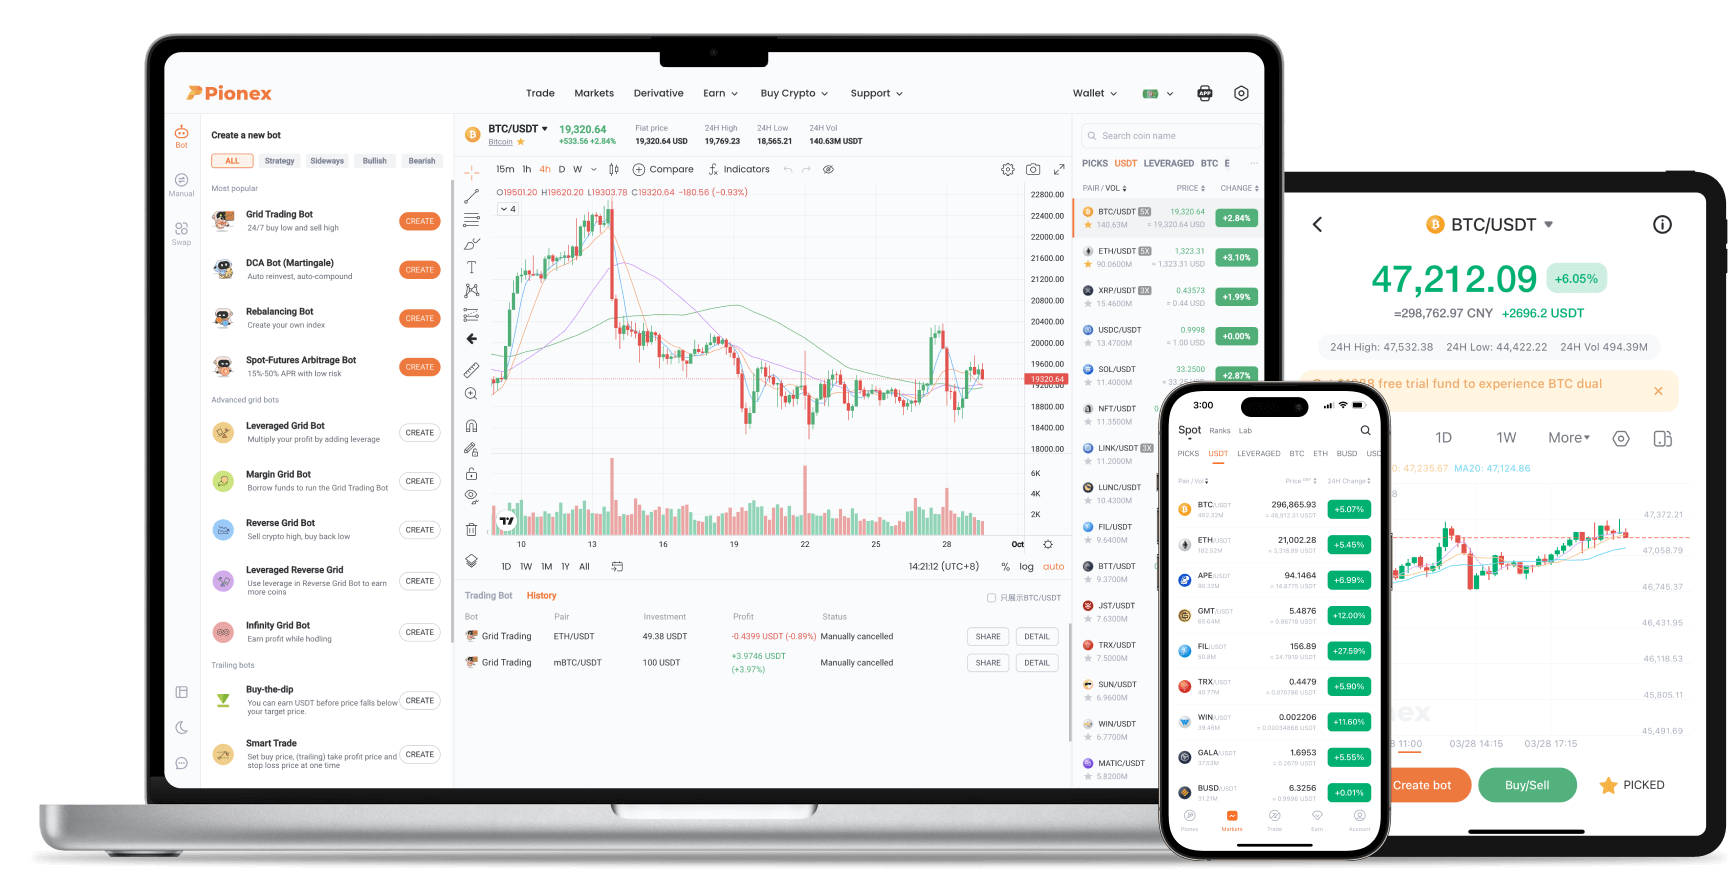 Pionex
Trade Markets Derivative Earn Buy Crypto Support
Wallet APP
Bot
Manual
Swap
Create a new bot
ALL Strategy Sideways Bullish Bearish
Most popular
Grid Trading Bot
24/7 buy low and sell high
CREATE
DCA Bot (Martingale)
Auto reinvest, auto-compound
CREATE
Rebalancing Bot
Create your own index
CREATE
Spot-Futures Arbitrage Bot
15%-50% APR with low risk
CREATE
Advanced grid bots
Leveraged Grid Bot
Multiply your profit by adding leverage
CREATE
Margin Grid Bot
Borrow funds to run the Grid Trading Bot
CREATE
Reverse Grid Bot
Sell crypto high, buy back low
CREATE
Leveraged Reverse Grid
Use leverage in Reverse Grid Bot to earn
more coins
CREATE
Infinity Grid Bot
Earn profit while hodling
CREATE
Trailing bots
Buy-the-dip
You can earn USDT before price falls below
your target price.
CREATE
Smart Trade
Set buy price, (trailing) take profit price and
stop loss price at one time
CREATE
BTC/USDT
Bitcoin
19,320.64
+533.56 +2.84%
Fiat price
19,320.64 USD
24H High
19,769.23
24H Low
18,565.21
24H Vol
140.63M USDT
15m 1h 4h D W Compare Indicators
O19501.20 H19620.20 L19303.78 C19320.64 −180.56 (−0.93%)
4
22800.00
22400.00
22000.00
21600.00
21200.00
20800.00
20400.00
20000.00
19600.00
19320.64
19200.00
18800.00
18400.00
18000.00
6K
4K
2K
10 13 16 19 22 25 28 Oct
1D 1W 1M 1Y All
14:21:12 (UTC+8) % log auto
Trading Bot History
只展示BTC/USDT
Bot Pair Investment Profit Status
Grid Trading ETH/USDT 49.38 USDT -0.4399 USDT (-0.89%) Manually cancelled SHARE DETAIL
Grid Trading mBTC/USDT 100 USDT +3.9746 USDT
(+3.97%) Manually cancelled SHARE DETAIL
Search coin name
PICKS USDT LEVERAGED BTC E
PAIR / VOL PRICE CHANGE
BTC/USDT 5X 19,320.64 +2.84%
140.63M ≈ 19,320.64 USD
ETH/USDT 5X 1,323.31 +3.10%
90.0600M ≈ 1,323.31 USD
XRP/USDT 3X 0.43573 +1.99%
15.4600M ≈ 0.44 USD
USDC/USDT 0.9998 +0.00%
13.4700M ≈ 1.00 USD
SOL/USDT 33.2500 +2.87%
11.4000M
NFT/USDT
11.3500M
LINK/USDT 3X
11.2000M
LUNC/USDT
10.4300M
FIL/USDT
9.6400M
BTT/USDT
9.3700M
JST/USDT
7.6300M
TRX/USDT
7.5000M
SUN/USDT
6.9600M
WIN/USDT
6.7700M
MATIC/USDT
5.8200M
3:00
Spot Ranks Lab
PICKS USDT LEVERAGED BTC ETH BUSD USD
Pair / Vol Price CNY 24H Change
BTC/USDT 296,865.93 +5.07%
ETH/USDT 21,002.28 +5.45%
APE/USDT 94.1464 +6.99%
GMT/USDT 5.4876 +12.00%
FIL/USDT 156.89 +27.59%
TRX/USDT 0.4479 +5.90%
WIN/USDT 0.002206 +11.60%
GALA/USDT 1.6953 +5.55%
BUSD/USDT 6.3256 +0.01%
31.21M ≈ 0.9996 USDT
Pionex Markets Trade Earn Account
BTC/USDT
47,212.09 +6.05%
=298,762.97 CNY +2696.2 USDT
24H High: 47,532.38 24H Low: 44,422.22 24H Vol 494.39M
free trial fund to experience BTC dual
1D 1W More
47,235.67 MA20: 47,124.86
47,372.21
47,058.79
46,745.37
46,431.95
46,118.53
45,805.11
45,491.69
11:00 03/28 14:15 03/28 17:15
Create bot Buy/Sell PICKED